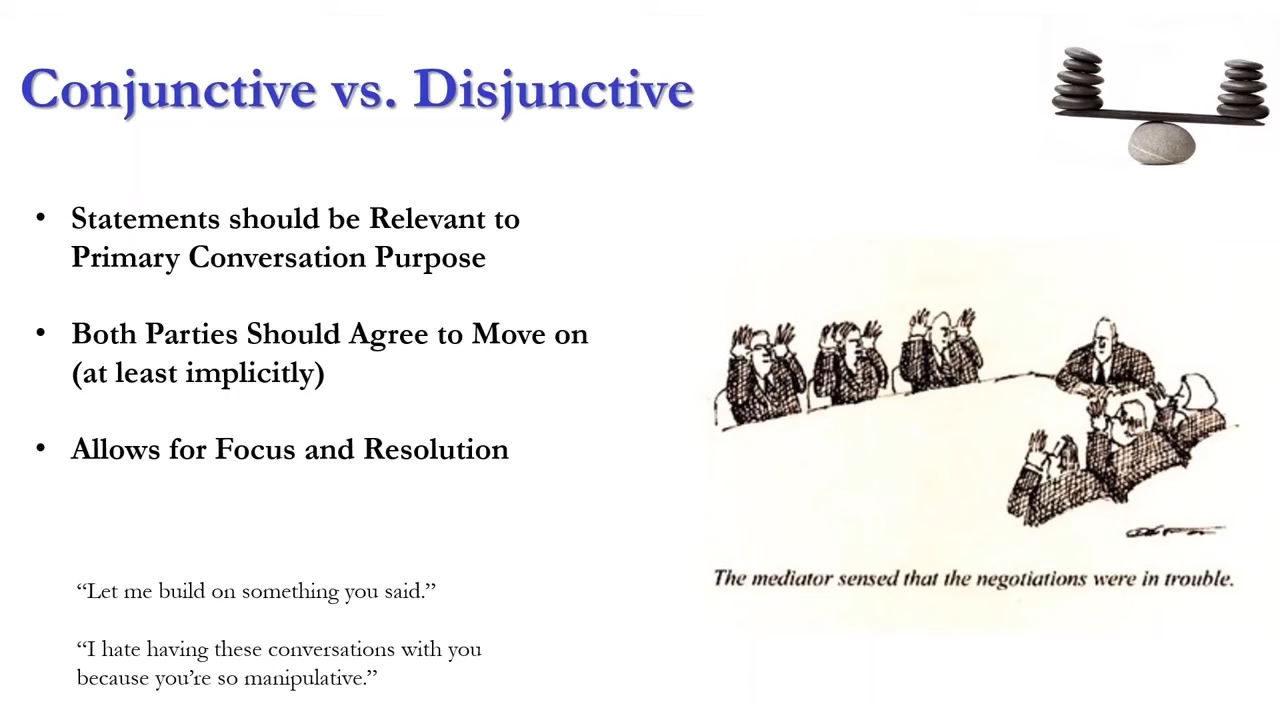 Conjunctive vs. Disjunctive
• Statements should be Relevant to
Primary Conversation Purpose
• Both Parties Should Agree to Move on
(at least implicitly)
• Allows for Focus and Resolution
“Let me build on something you said.”
“I hate having these conversations with you
because you’re so manipulative.”
The mediator sensed that the negotiations were in trouble.